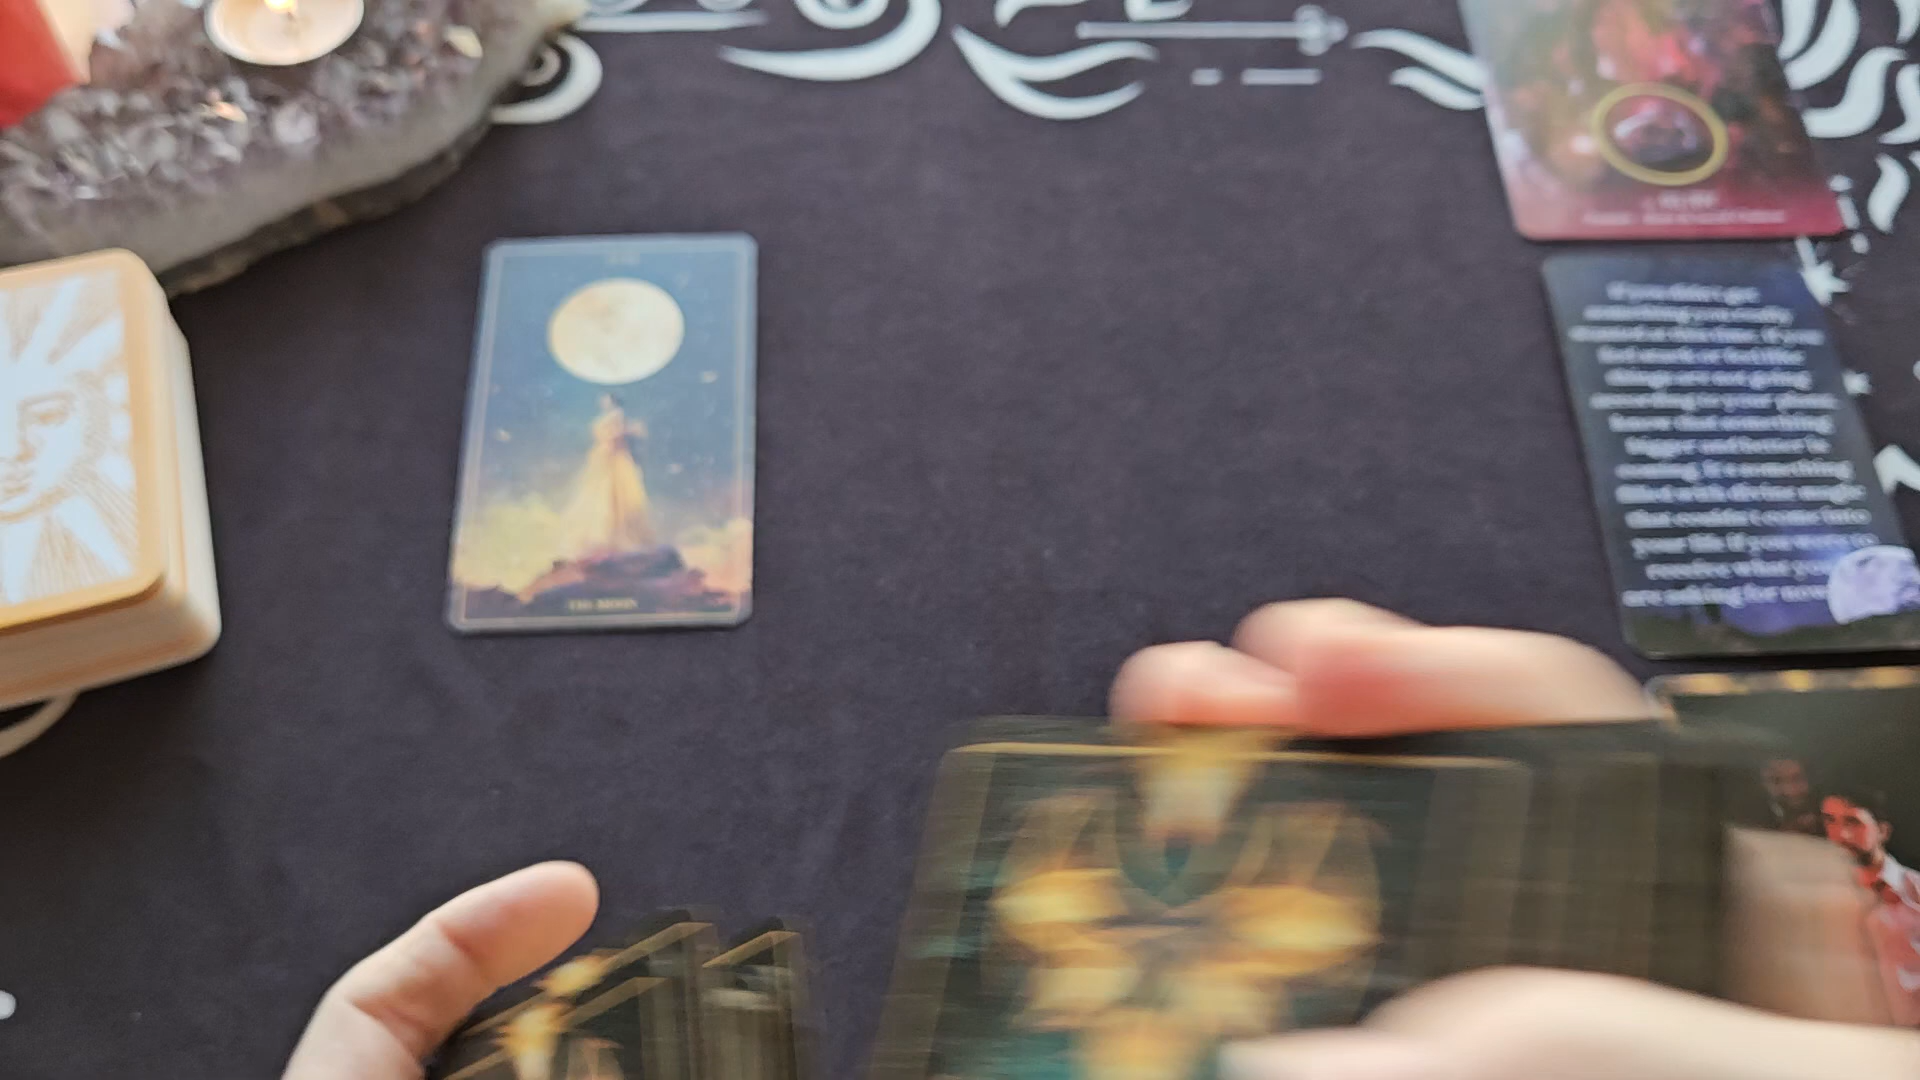 THE MOON
If you didn't get
something you really
wanted at this time, if you
feel stuck or feel like
things are not going
according to your plans,
know that something
bigger and better is
coming. It's something
filled with divine magic
that couldn't come into
your life if you were to
receive what you
are asking for now